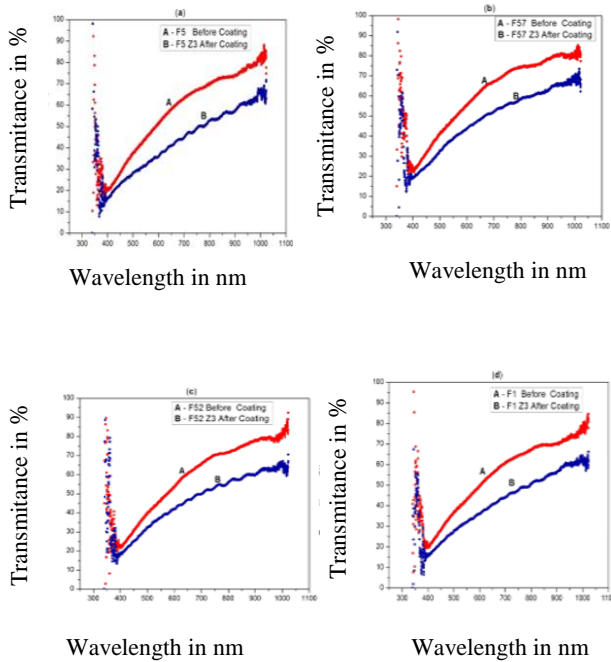 (a)
A - F5 Before Coating
B - F5 Z3 After Coating
Transmitance in %
100
90
80
70
60
50
40
30
20
10
0
A
B
300 400 500 600 700 800 900 1000 1100
Wavelength in nm
(b)
A - F57 Before Coating
B - F57 Z3 After Coating
Transmitance in %
100
90
80
70
60
50
40
30
20
10
0
A
B
300 400 500 600 700 800 900 1000 1100
Wavelength in nm
(c)
A - F52 Before Coating
B - F52 Z3 After Coating
Transmitance in %
100
90
80
70
60
50
40
30
20
10
0
A
B
300 400 500 600 700 800 900 1000 1100
Wavelength in nm
(d)
A - F1 Before Coating
B - F1 Z3 After Coating
Transmitance in %
100
90
80
70
60
50
40
30
20
10
0
A
B
300 400 500 600 700 800 900 1000 1100
Wavelength in nm